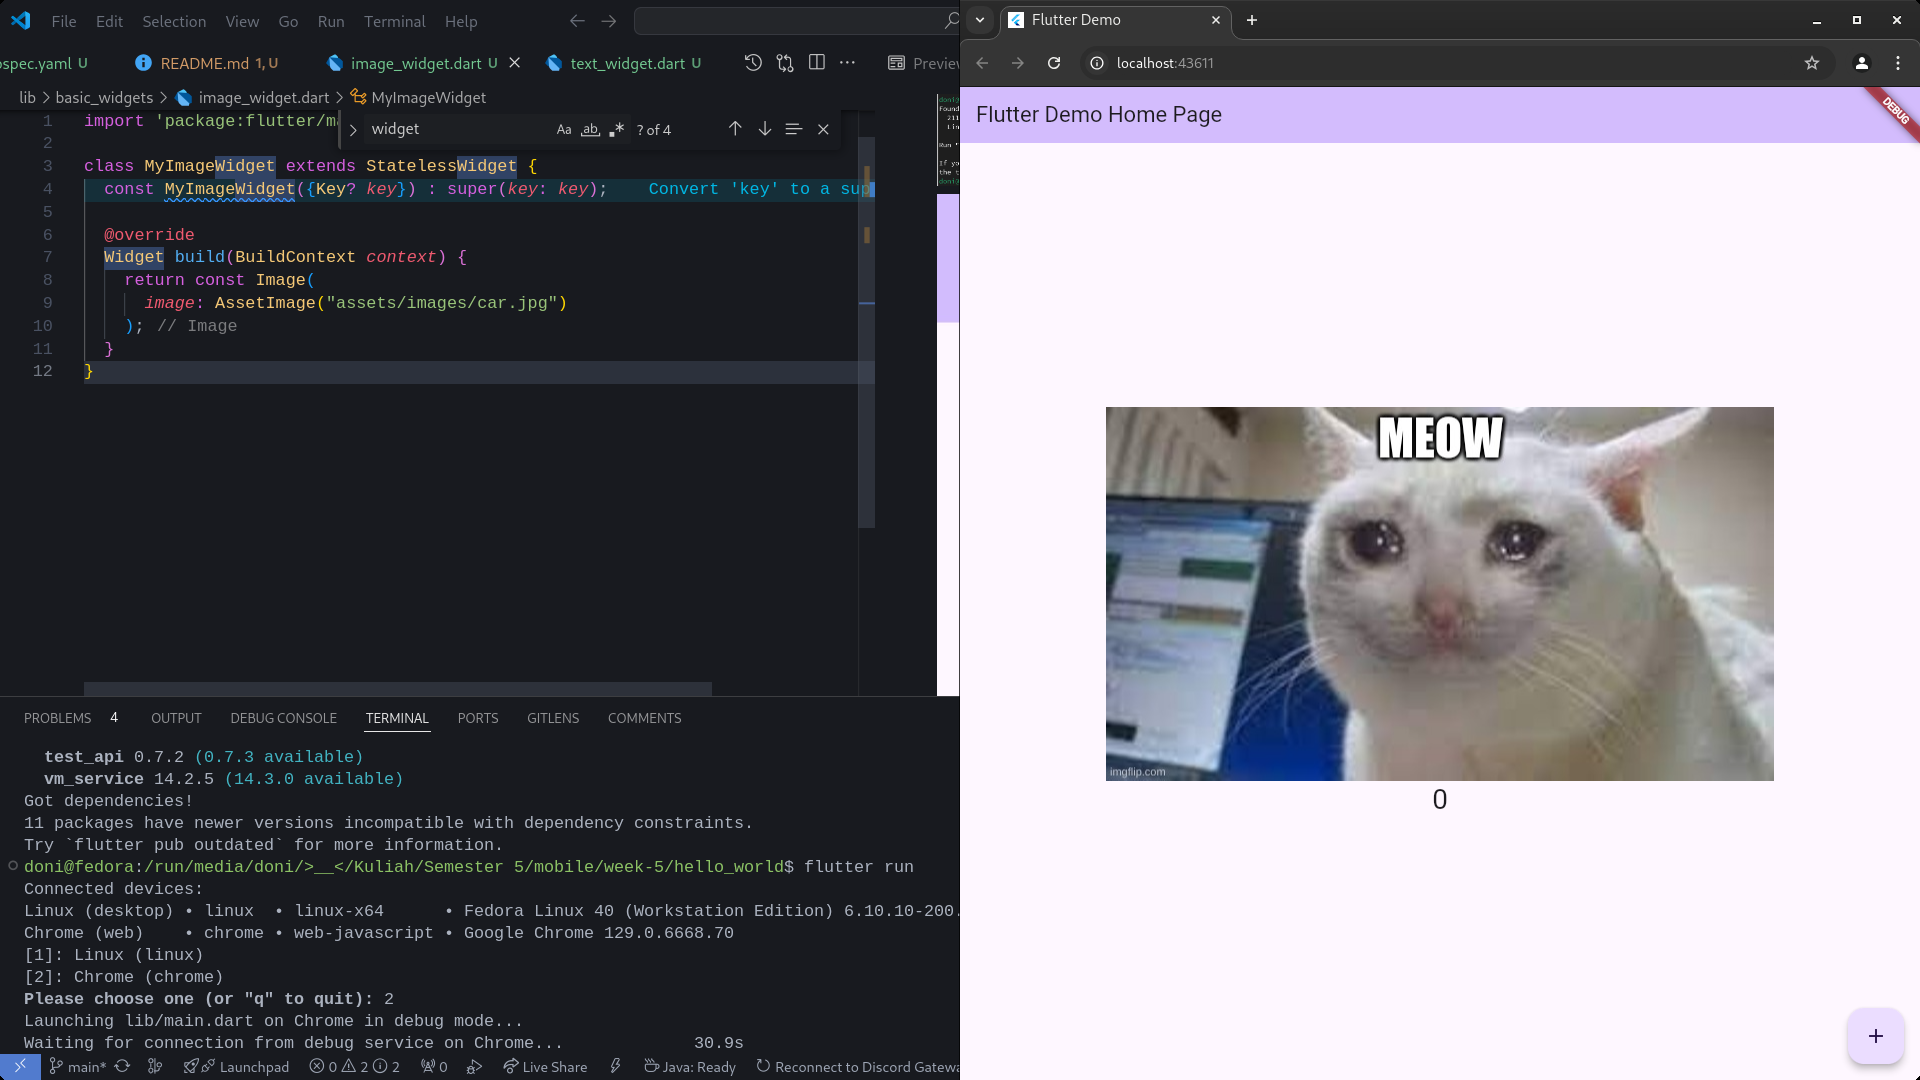 File Edit Selection View Go Run Terminal Help
ospec.yaml U README.md 1, U image_widget.dart U text_widget.dart U Preview
lib > basic_widgets > image_widget.dart > MyImageWidget
widget Aa ab ? of 4
1 import 'package:flutter/m
2
3 class MyImageWidget extends StatelessWidget {
4 const MyImageWidget({Key? key}) : super(key: key); Convert 'key' to a sup
5
6 @override
7 Widget build(BuildContext context) {
8 return const Image(
9 image: AssetImage("assets/images/car.jpg")
10 ); // Image
11 }
12 }
PROBLEMS 4 OUTPUT DEBUG CONSOLE TERMINAL PORTS GITLENS COMMENTS
test_api 0.7.2 (0.7.3 available)
vm_service 14.2.5 (14.3.0 available)
Got dependencies!
11 packages have newer versions incompatible with dependency constraints.
Try `flutter pub outdated` for more information.
doni@fedora:/run/media/doni/>__</Kuliah/Semester 5/mobile/week-5/hello_world$ flutter run
Connected devices:
Linux (desktop) • linux • linux-x64 • Fedora Linux 40 (Workstation Edition) 6.10.10-200.
Chrome (web) • chrome • web-javascript • Google Chrome 129.0.6668.70
[1]: Linux (linux)
[2]: Chrome (chrome)
Please choose one (or "q" to quit): 2
Launching lib/main.dart on Chrome in debug mode...
Waiting for connection from debug service on Chrome... 30.9s
main* Launchpad 0 2 2 0 Live Share Java: Ready Reconnect to Discord Gatewa
Flutter Demo
localhost:43611
Flutter Demo Home Page
DEBUG
MEOW
imgflip.com
0
+